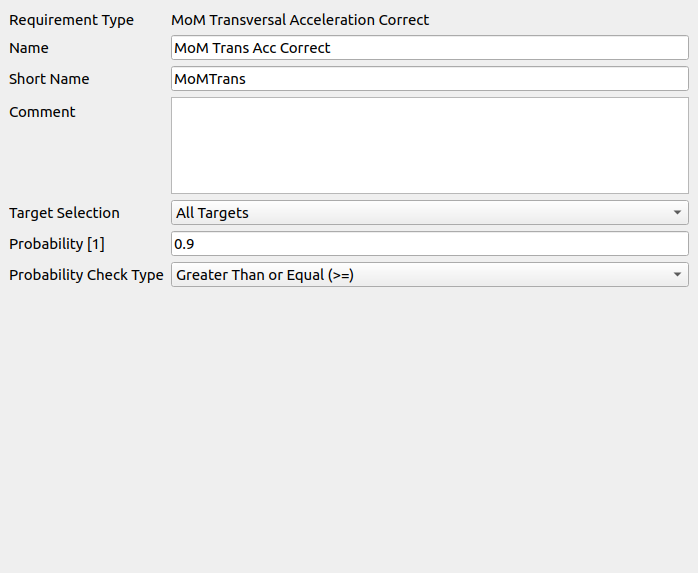 Requirement Type MoM Transversal Acceleration Correct
Name MoM Trans Acc Correct
Short Name MoMTrans
Comment
Target Selection All Targets
Probability [1] 0.9
Probability Check Type Greater Than or Equal (>=)